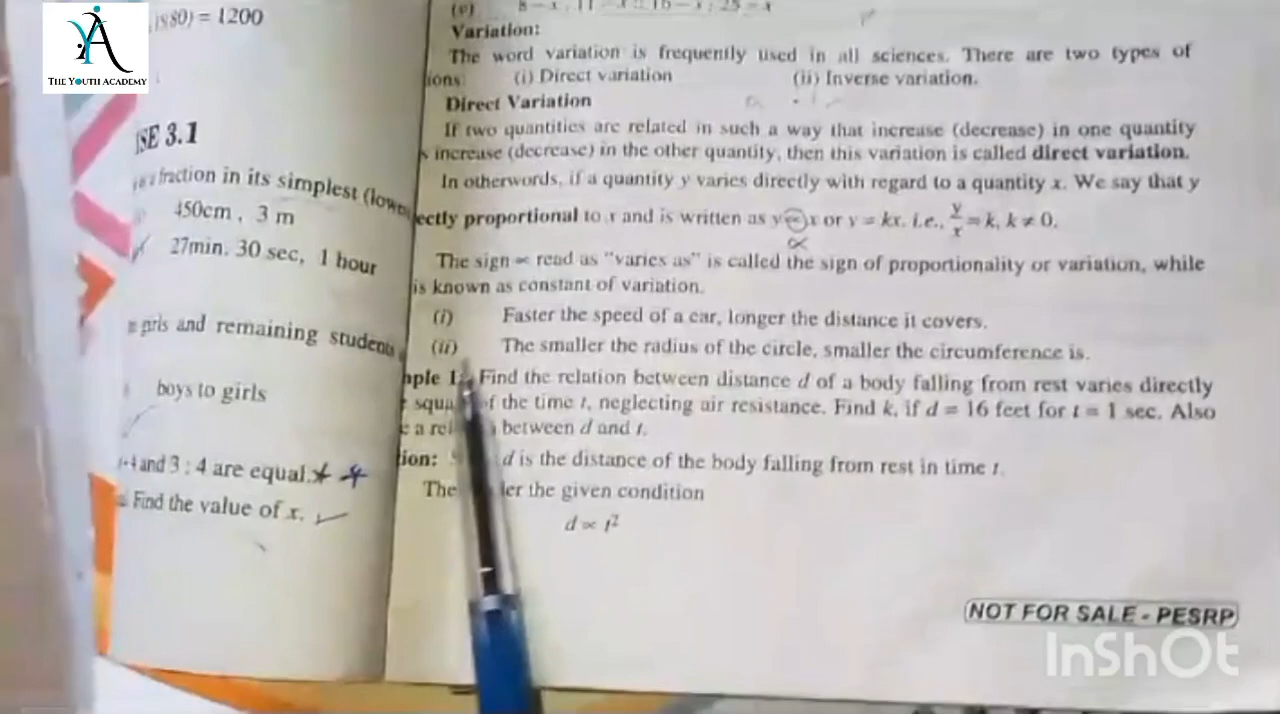 THE YOUTH ACADEMY
= 1200
SE 3.1
fraction in its simplest
450cm, 3 m
27min. 30 sec, 1 hour
and remaining students
boys to girls
and 3 : 4 are equal.
Find the value of x.
(v) 8 – x
Variation:
The word variation is frequently used in all sciences. There are two types of
ions: (i) Direct variation (ii) Inverse variation.
Direct Variation
If two quantities are related in such a way that increase (decrease) in one quantity
s increase (decrease) in the other quantity, then this variation is called direct variation.
In otherwords, if a quantity y varies directly with regard to a quantity x. We say that y
ectly proportional to x and is written as y ∝ x or y = kx. i.e., y/x = k, k ≠ 0.
∝
The sign ∝ read as "varies as" is called the sign of proportionality or variation, while
is known as constant of variation.
(i) Faster the speed of a car, longer the distance it covers.
(ii) The smaller the radius of the circle, smaller the circumference is.
mple 1: Find the relation between distance d of a body falling from rest varies directly
of the time t, neglecting air resistance. Find k, if d = 16 feet for t = 1 sec. Also
between d and t.
tion: d is the distance of the body falling from rest in time t.
the given condition
d ∝ t²
NOT FOR SALE - PESRP
InShOt